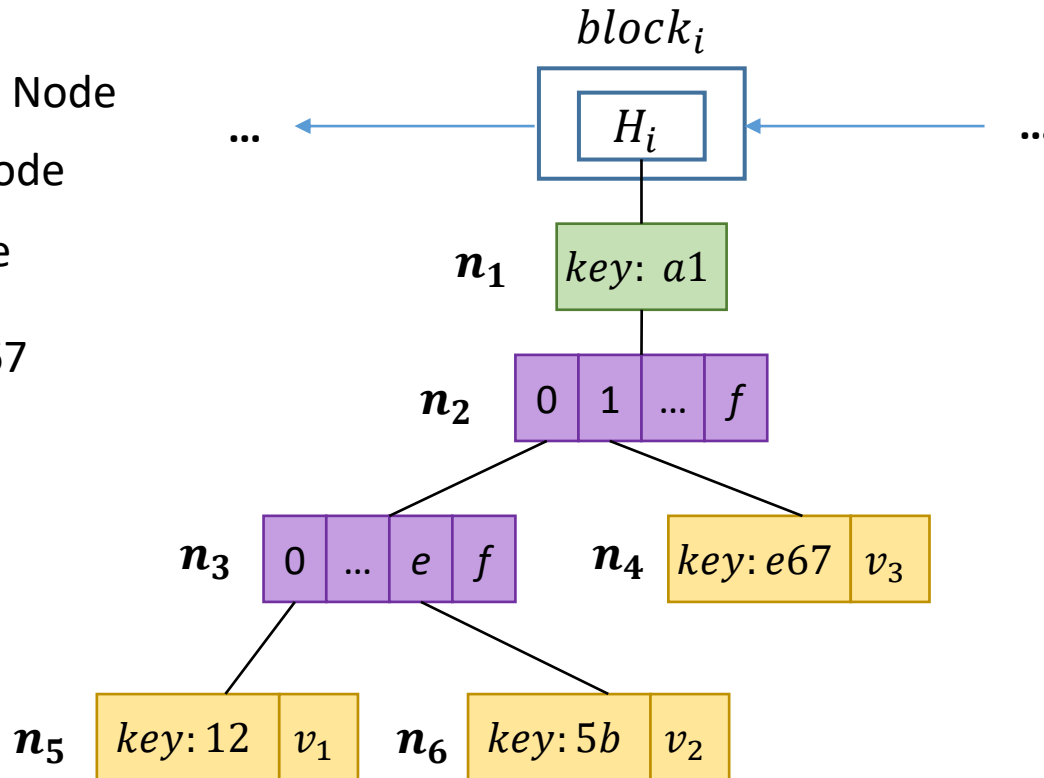 block_i
Node
... H_i ...
ode
e
n_1 key: a1
67
n_2 0 1 ... f
n_3 0 ... e f
n_4 key: e67 v_3
n_5 key: 12 v_1
n_6 key: 5b v_2